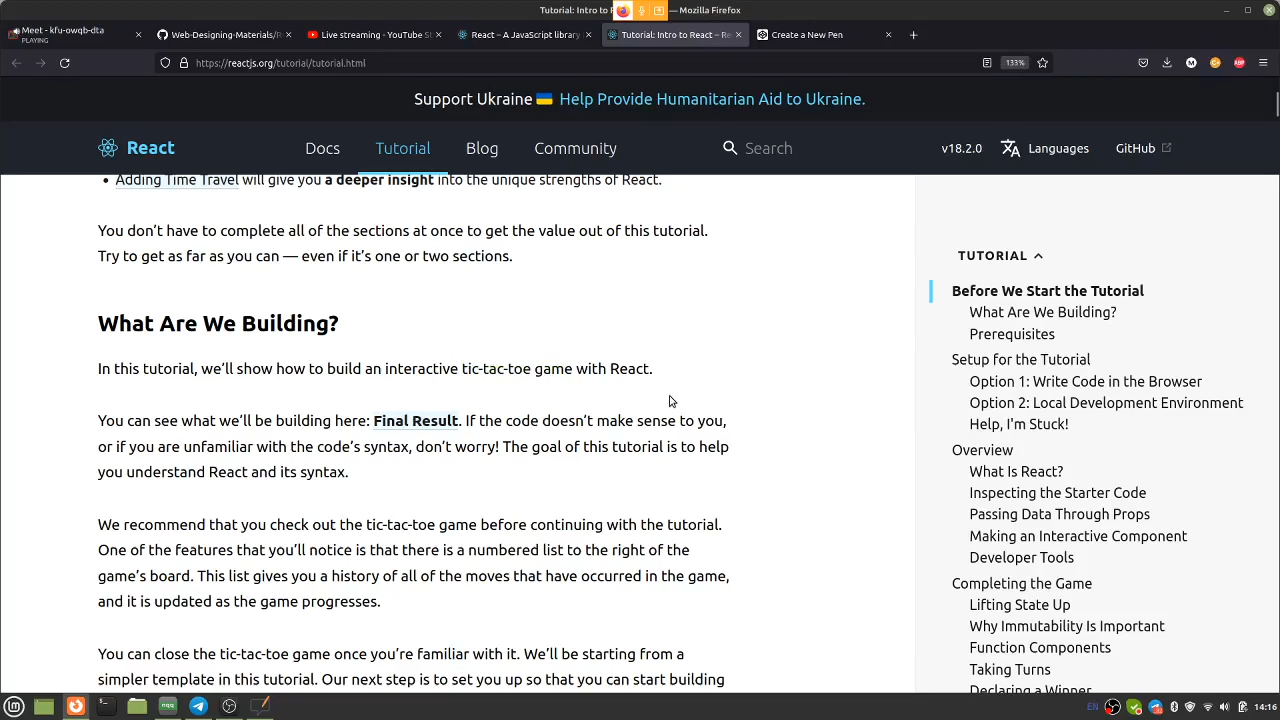 Tutorial: Intro to
— Mozilla Firefox
Meet - kfu-owqb-dta
PLAYING
Web-Designing-Materials/R
Live streaming - YouTube St
React – A JavaScript library
Tutorial: Intro to React – Re
Create a New Pen
https://reactjs.org/tutorial/tutorial.html
133%
Support Ukraine 🇺🇦 Help Provide Humanitarian Aid to Ukraine.
React
Docs
Tutorial
Blog
Community
Search
v18.2.0
Languages
GitHub
• Adding Time Travel will give you a deeper insight into the unique strengths of React.
You don’t have to complete all of the sections at once to get the value out of this tutorial.
Try to get as far as you can — even if it’s one or two sections.
What Are We Building?
In this tutorial, we’ll show how to build an interactive tic-tac-toe game with React.
You can see what we’ll be building here: Final Result. If the code doesn’t make sense to you,
or if you are unfamiliar with the code’s syntax, don’t worry! The goal of this tutorial is to help
you understand React and its syntax.
We recommend that you check out the tic-tac-toe game before continuing with the tutorial.
One of the features that you’ll notice is that there is a numbered list to the right of the
game’s board. This list gives you a history of all of the moves that have occurred in the game,
and it is updated as the game progresses.
You can close the tic-tac-toe game once you’re familiar with it. We’ll be starting from a
simpler template in this tutorial. Our next step is to set you up so that you can start building
TUTORIAL
Before We Start the Tutorial
What Are We Building?
Prerequisites
Setup for the Tutorial
Option 1: Write Code in the Browser
Option 2: Local Development Environment
Help, I'm Stuck!
Overview
What Is React?
Inspecting the Starter Code
Passing Data Through Props
Making an Interactive Component
Developer Tools
Completing the Game
Lifting State Up
Why Immutability Is Important
Function Components
Taking Turns
Declaring a Winner
EN
14:16